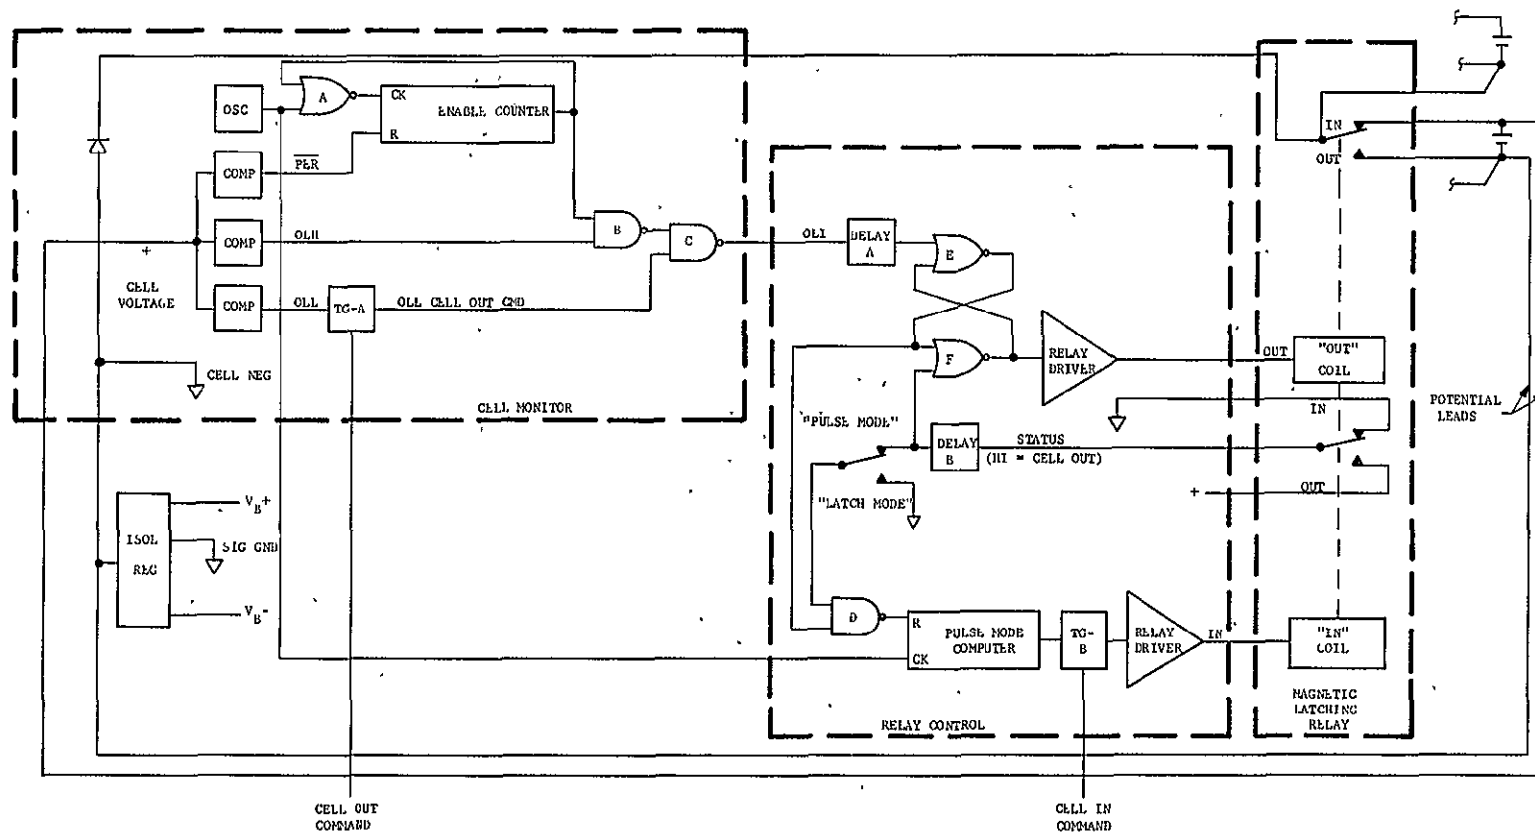 A
OSC
CK
ENABLE COUNTER
R
COMP
PER
COMP
OLH
B
C
+
CELL
VOLTAGE
COMP
OLL
TG-A
OLL CELL OUT CMD
CELL NEG
CELL MONITOR
ISOL
REG
VB+
SIG GND
VB-
CELL OUT
COMMAND
OLI
DELAY
A
E
F
RELAY
DRIVER
OUT
"PULSE MODE"
DELAY
B
STATUS
(HI = CELL OUT)
"LATCH MODE"
D
R
CK
PULSE MODE
COMPUTER
TG-
B
RELAY
DRIVER
IN
RELAY CONTROL
CELL IN
COMMAND
IN
OUT
"OUT"
COIL
IN
+
OUT
"IN"
COIL
MAGNETIC
LATCHING
RELAY
POTENTIAL
LEADS